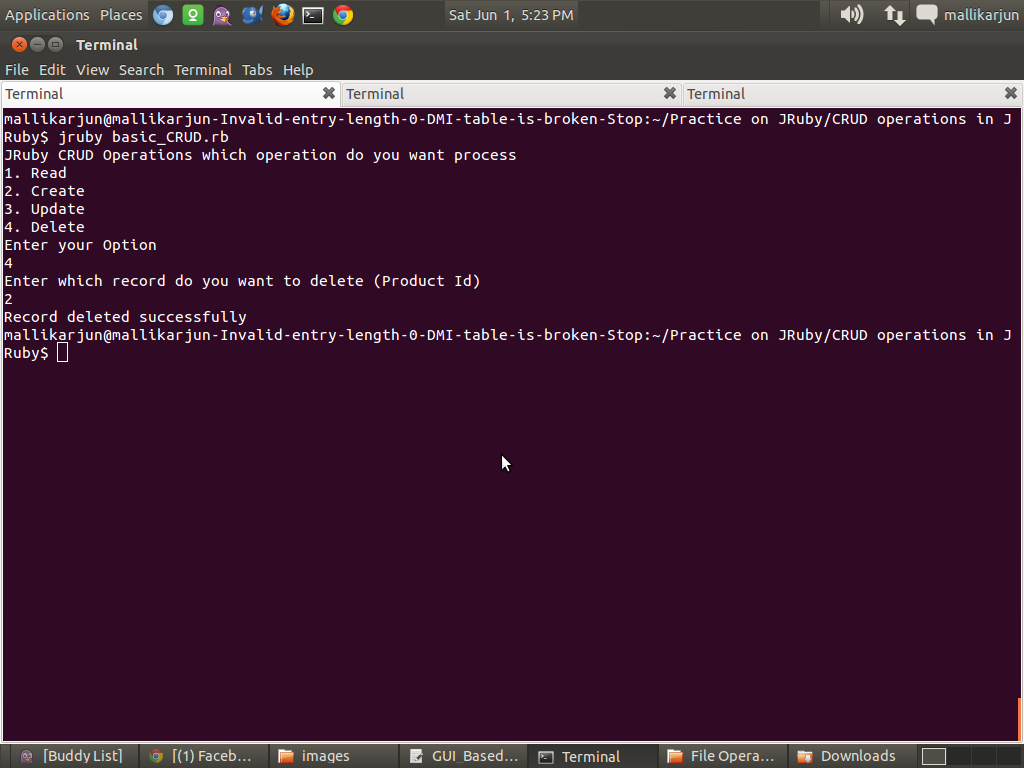 Applications Places Sat Jun 1, 5:23 PM mallikarjun
Terminal
File Edit View Search Terminal Tabs Help
Terminal Terminal Terminal
mallikarjun@mallikarjun-Invalid-entry-length-0-DMI-table-is-broken-Stop:~/Practice on JRuby/CRUD operations in J
Ruby$ jruby basic_CRUD.rb
JRuby CRUD Operations which operation do you want process
1. Read
2. Create
3. Update
4. Delete
Enter your Option
4
Enter which record do you want to delete (Product Id)
2
Record deleted successfully
mallikarjun@mallikarjun-Invalid-entry-length-0-DMI-table-is-broken-Stop:~/Practice on JRuby/CRUD operations in J
Ruby$
[Buddy List] [(1) Faceb... images GUI_Based... Terminal File Opera... Downloads